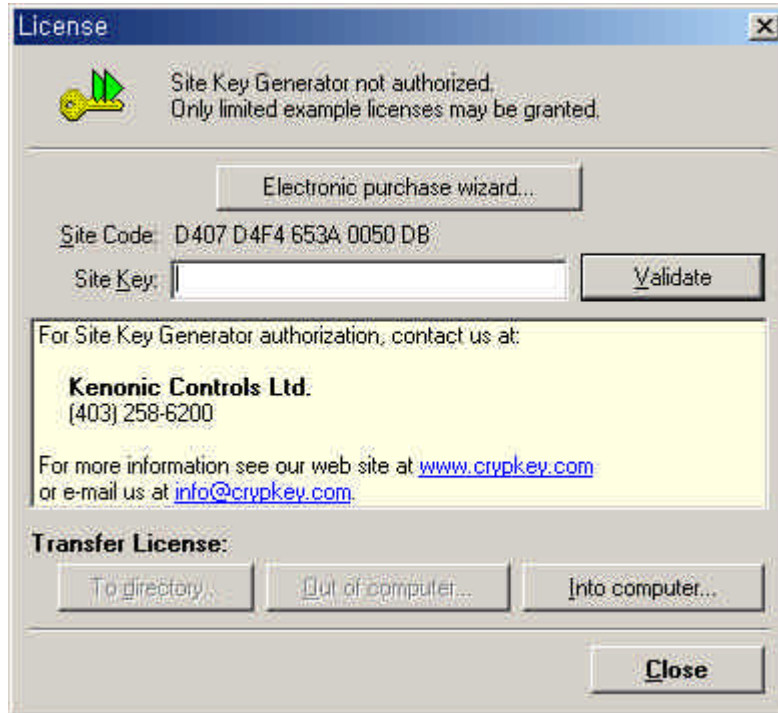 License
Site Key Generator not authorized.
Only limited example licenses may be granted.
Electronic purchase wizard...
Site Code: D407 D4F4 653A 0050 DB
Site Key:
Validate
For Site Key Generator authorization, contact us at:
Kenonic Controls Ltd.
(403) 258-6200
For more information see our web site at www.crypkey.com
or e-mail us at info@crypkey.com.
Transfer License:
To directory... Out of computer... Into computer...
Close